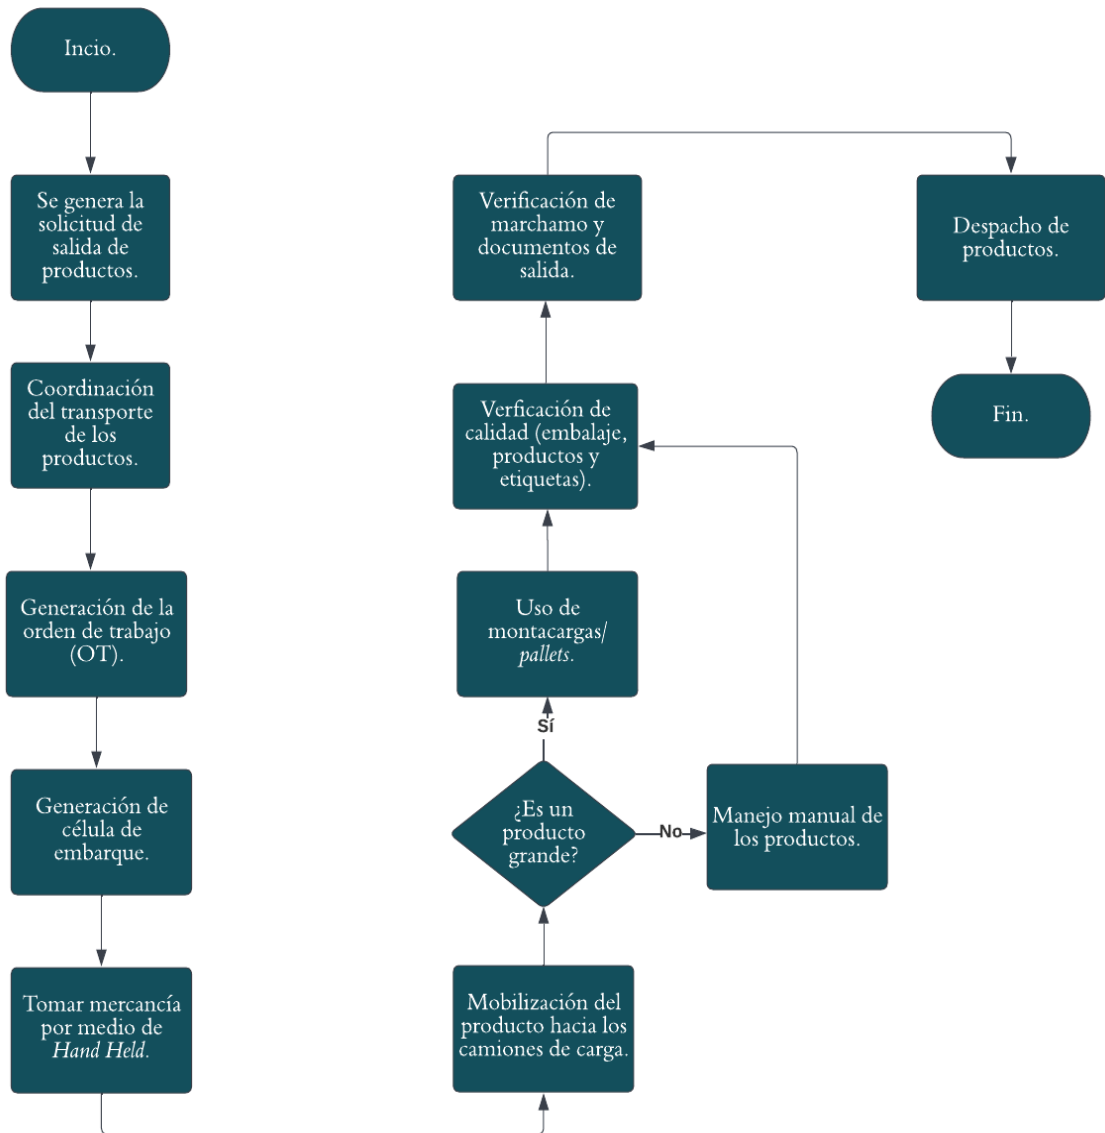 Incio.
Se genera la
solicitud de
salida de
productos.
Coordinación
del transporte
de los
productos.
Generación de la
orden de trabajo
(OT).
Generación de
célula de
embarque.
Tomar mercancía
por medio de
Hand Held.
Mobilización del
producto hacia los
camiones de carga.
¿Es un
producto
grande?
Sí
No
Uso de
montacargas/
pallets.
Manejo manual de
los productos.
Verficación de
calidad (embalaje,
productos y
etiquetas).
Verificación de
marchamo y
documentos de
salida.
Despacho de
productos.
Fin.